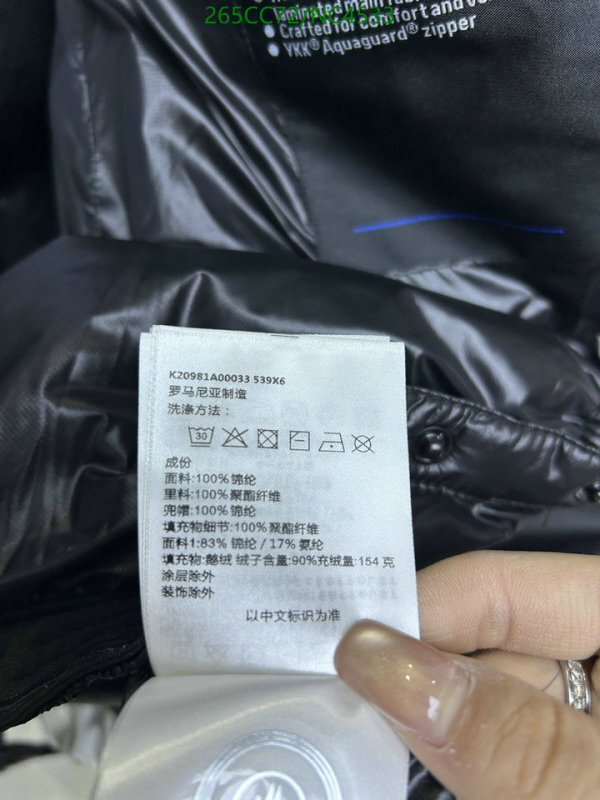 laminated main fabric
• Crafted for comfort and
• YKK® Aquaguard® zipper
K20981A00033 539X6
罗马尼亚制造
洗涤方法：
30
成份
面料:100% 锦纶
里料:100% 聚酯纤维
兜帽:100% 锦纶
填充物细节:100% 聚酯纤维
面料1:83% 锦纶 / 17% 氨纶
填充物:鹅绒 绒子含量:90%充绒量:154 克
涂层除外
装饰除外
以中文标识为准